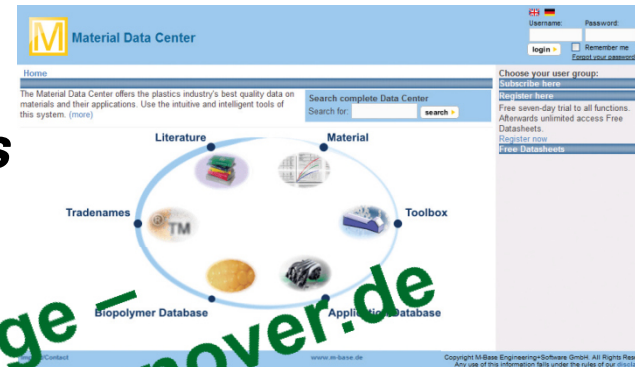 Material Data Center
Username: Password:
login
Remember me
Forgot your password
Home
The Material Data Center offers the plastics industry's best quality data on
materials and their applications. Use the intuitive and intelligent tools of
this system. (more)
Search complete Data Center
Search for: search
Choose your user group:
Subscribe here
Register here
Free seven-day trial to all functions.
Afterwards unlimited access Free
Datasheets.
Register now
Free Datasheets
s
Literature
Material
Tradenames
® TM
Toolbox
Biopolymer Database
Application Database
ge –
nover.de
/Contact
www.m-base.de
Copyright M-Base Engineering+Software GmbH. All Rights
Any use of this information falls under the rules of our